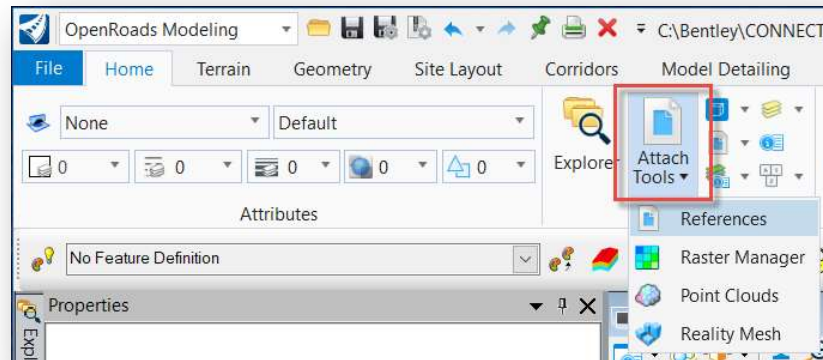 OpenRoads Modeling C:\Bentley\CONNECT
File Home Terrain Geometry Site Layout Corridors Model Detailing
None Default
0 0 0 0 0
Explorer
Attach
Tools
Attributes
References
No Feature Definition
Raster Manager
Properties
Point Clouds
Expl
Reality Mesh